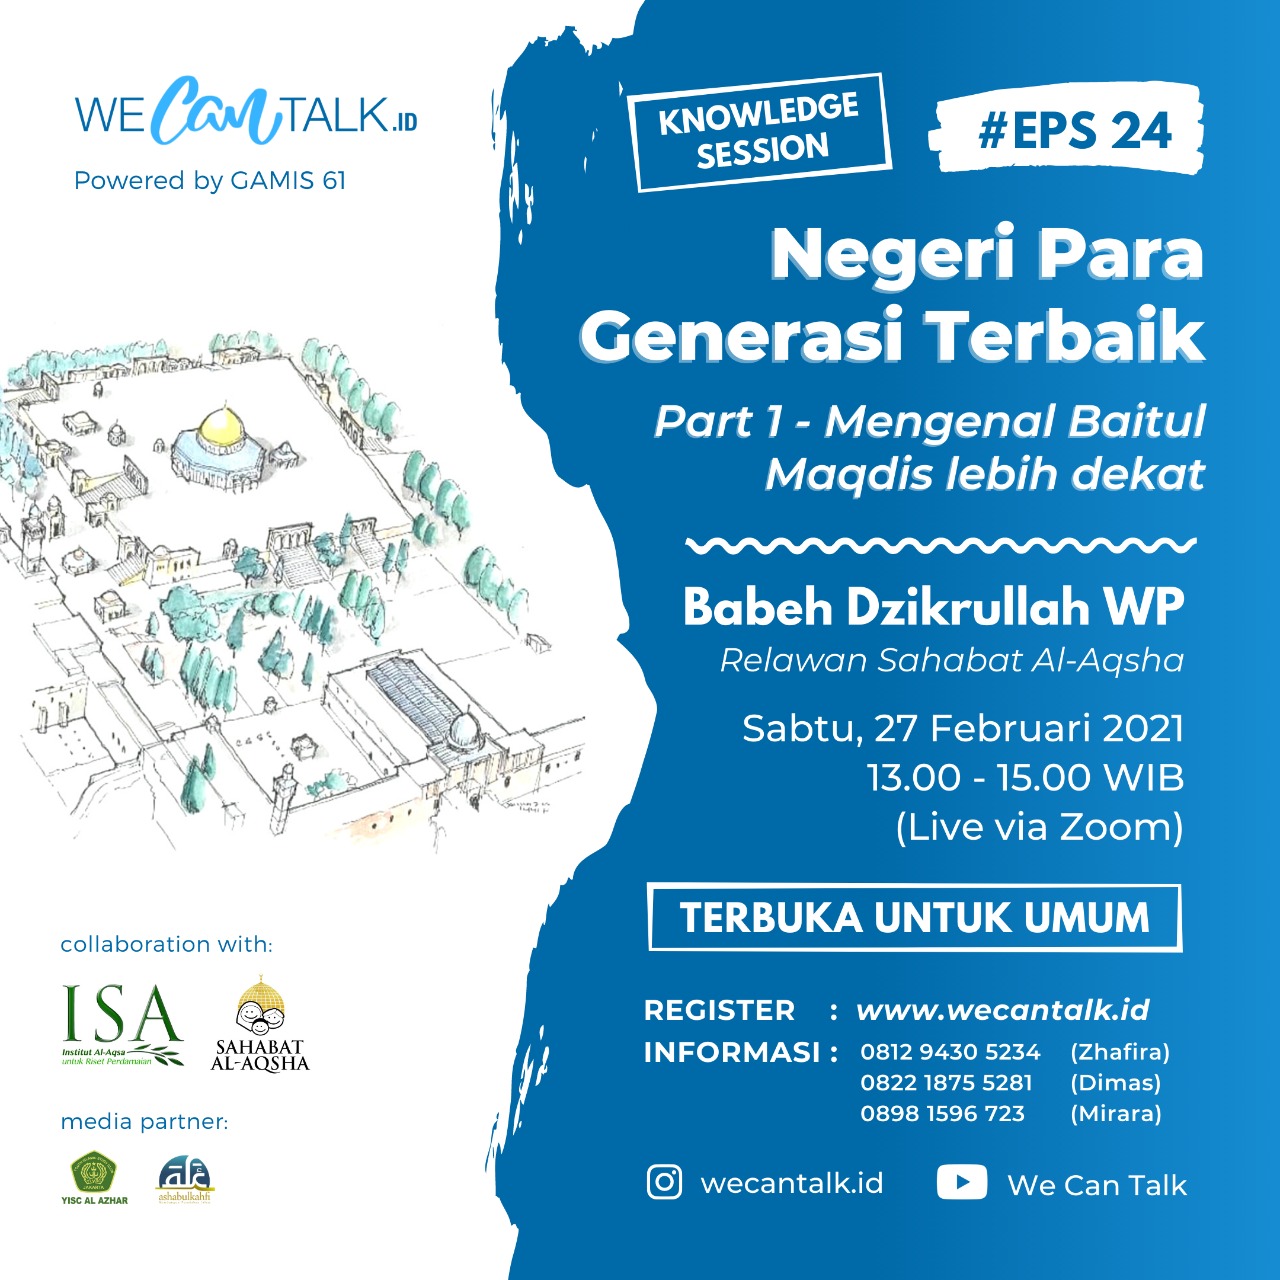 WE Can TALK.ID
Powered by GAMIS 61
KNOWLEDGE
SESSION
#EPS 24
Negeri Para
Generasi Terbaik
Part 1 - Mengenal Baitul
Maqdis lebih dekat
Babeh Dzikrullah WP
Relawan Sahabat Al-Aqsha
Sabtu, 27 Februari 2021
13.00 - 15.00 WIB
(Live via Zoom)
TERBUKA UNTUK UMUM
REGISTER : www.wecantalk.id
INFORMASI : 0812 9430 5234 (Zhafira)
0822 1875 5281 (Dimas)
0898 1596 723 (Mirara)
wecantalk.id
We Can Talk
collaboration with:
ISA
Institut Al-Aqsa
untuk Riset Perdamaian
SAHABAT
AL-AQSHA
media partner:
JAKARTA
YISC AL AZHAR
ashabulkahfi